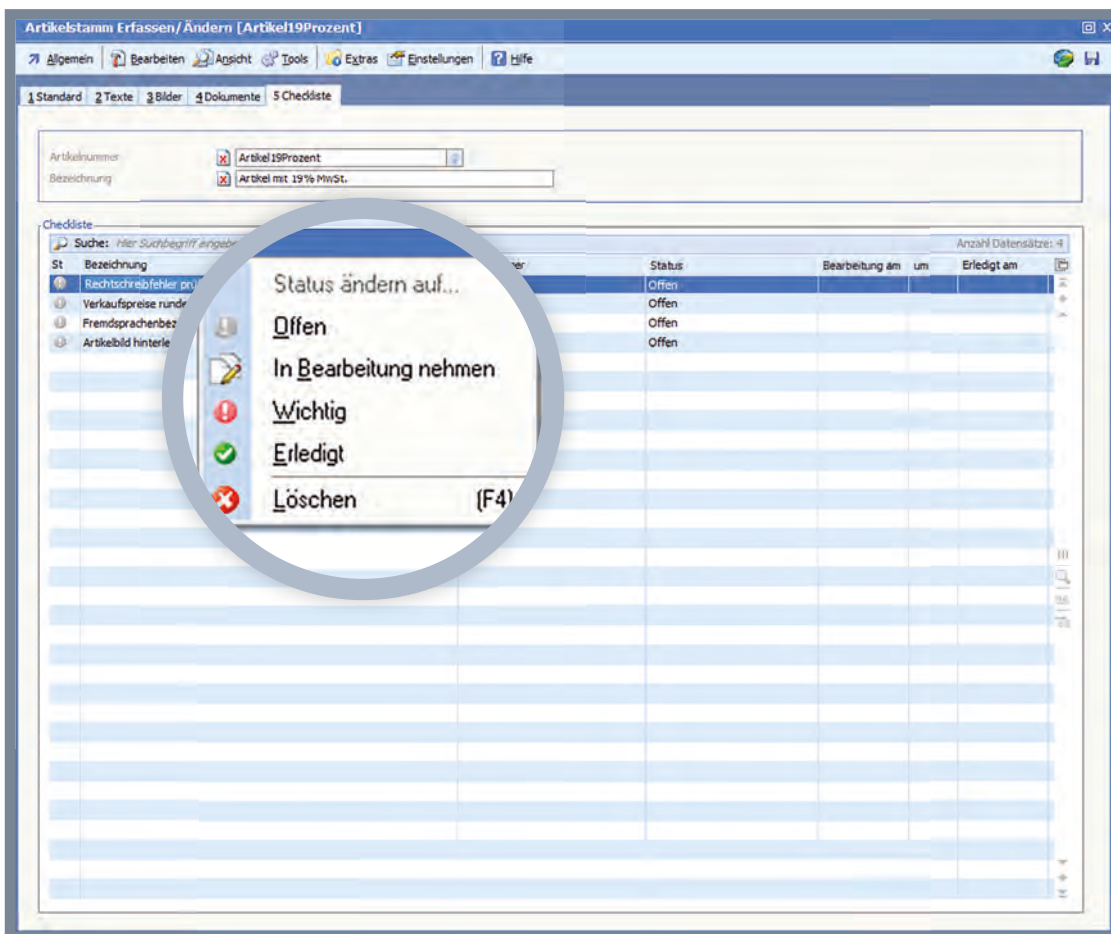 Artikelstamm Erfassen/Ändern [Artikel19Prozent]
Allgemein Bearbeiten Ansicht Tools Extras Einstellungen Hilfe
1 Standard 2 Texte 3 Bilder 4 Dokumente 5 Checkliste
Artikelnummer Artikel19Prozent
Bezeichnung Artikel mit 19% MwSt.
Checkliste
Suche: Hier Suchbegriff Anzahl Datensätze: 4
St Bezeichnung Status Bearbeitung am um Erledigt am
Rechtschreibfehler Offen
Verkaufspreise Offen
Offen
Artikelbild Offen
Status ändern auf...
Offen
In Bearbeitung nehmen
Wichtig
Erledigt
Löschen (F4)